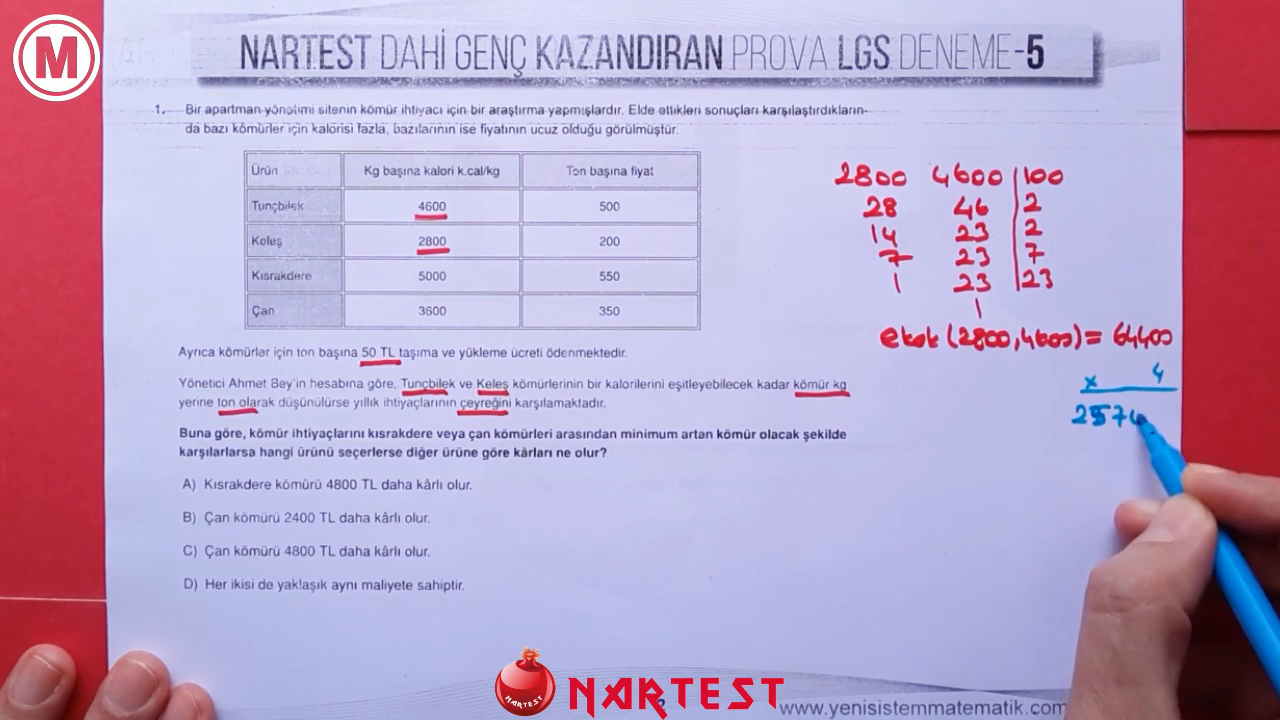 M
NARTEST DAHİ GENÇ KAZANDIRAN PROVA LGS DENEME-5
1. Bir apartman yönetimi sitenin kömür ihtiyacı için bir araştırma yapmışlardır. Elde ettikleri sonuçları karşılaştırdıkların-
da bazı kömürler için kalorisi fazla, bazılarının ise fiyatının ucuz olduğu görülmüştür.
Ürün Kg başına kalori k.cal/kg Ton başına fiyat
Tunçbilek 4600 500
Keleş 2800 200
Kısrakdere 5000 550
Çan 3600 350
Ayrıca kömürler için ton başına 50 TL taşıma ve yükleme ücreti ödenmektedir.
Yönetici Ahmet Bey'in hesabına göre, Tunçbilek ve Keleş kömürlerinin bir kalorilerini eşitleyebilecek kadar kömür kg
yerine ton olarak düşünülürse yıllık ihtiyaçlarının çeyreğini karşılamaktadır.
Buna göre, kömür ihtiyaçlarını kısrakdere veya çan kömürleri arasından minimum artan kömür olacak şekilde
karşılarlarsa hangi ürünü seçerlerse diğer ürüne göre kârları ne olur?
A) Kısrakdere kömürü 4800 TL daha kârlı olur.
B) Çan kömürü 2400 TL daha kârlı olur.
C) Çan kömürü 4800 TL daha kârlı olur.
D) Her ikisi de yaklaşık aynı maliyete sahiptir.
2800 4600 100
28 46 2
14 23 2
7 23 7
1 23 23
1
ekok (2800, 4600) = 64400
x 4
257
NARTEST
www.yenisistemmatematik.com